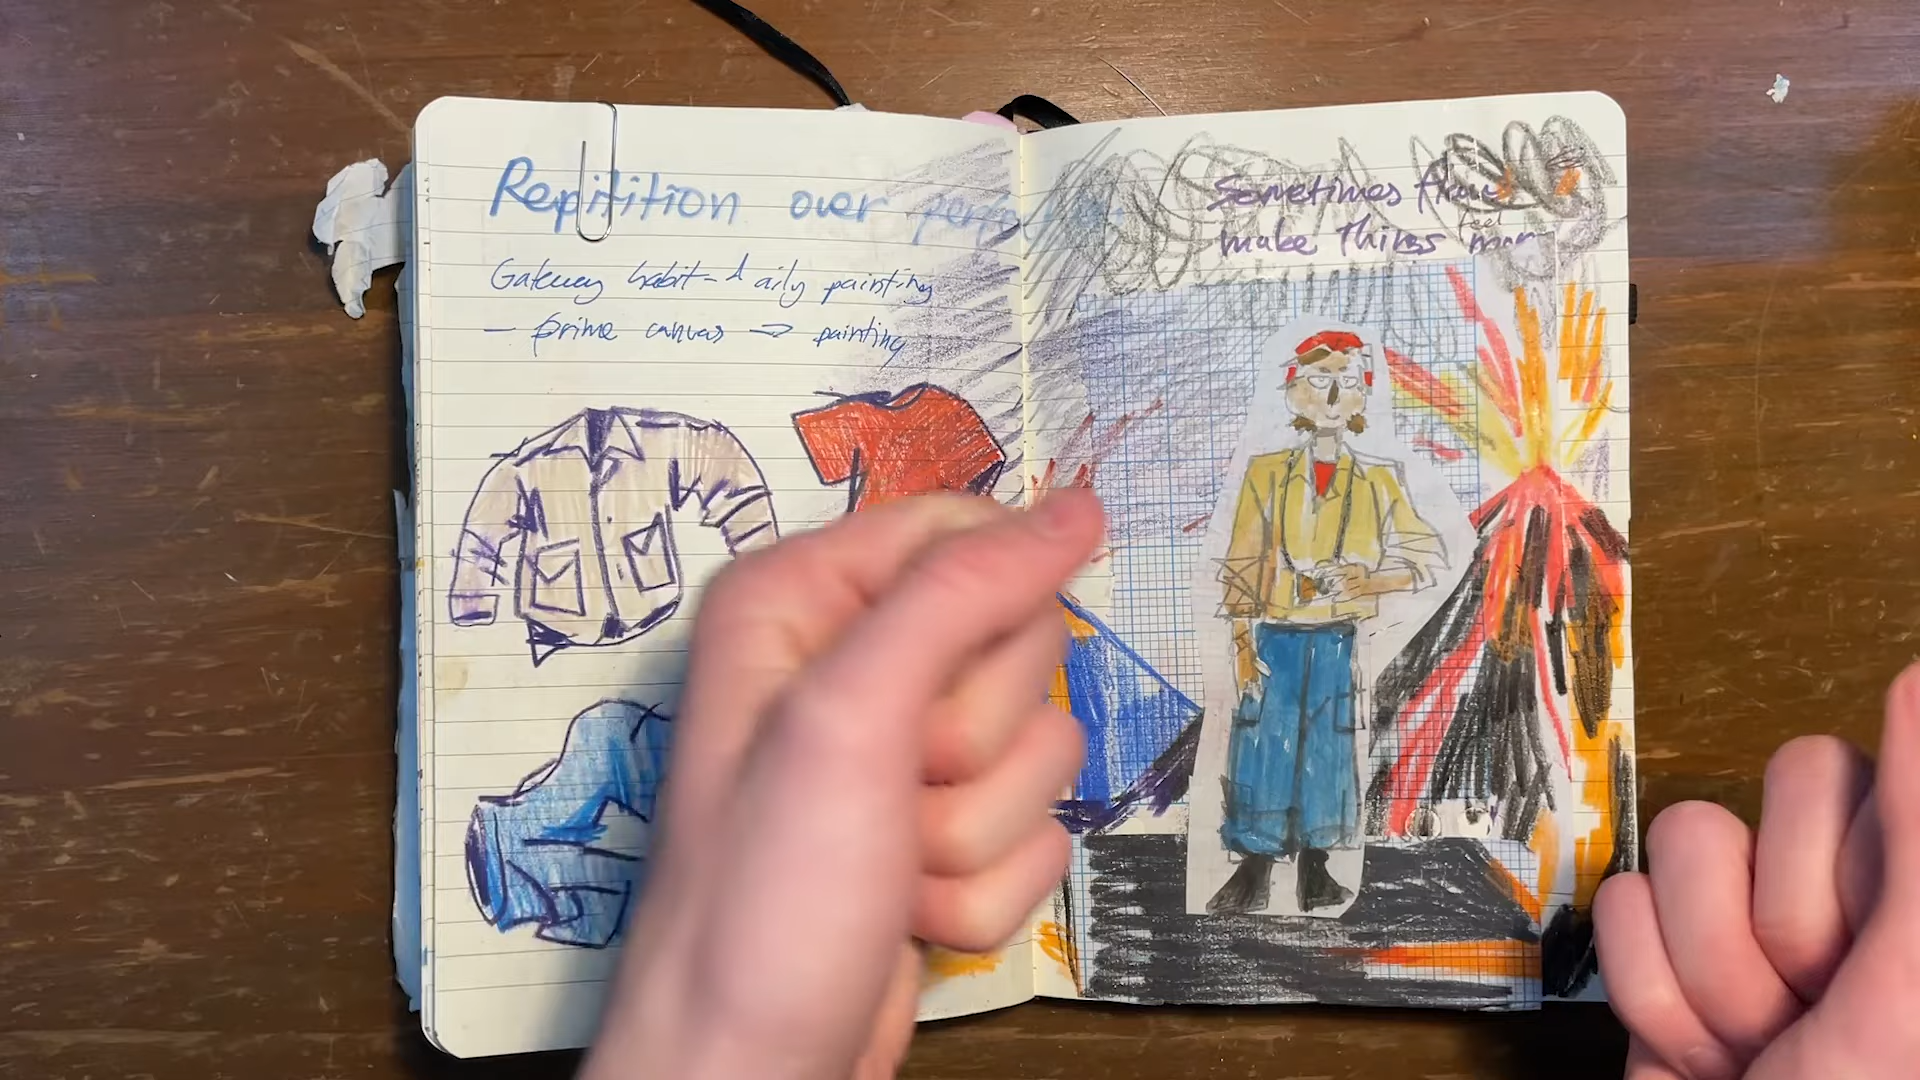 Repitition over
Gateway habit - daily painting
— prime canvas → painting
Sometimes
make things feel